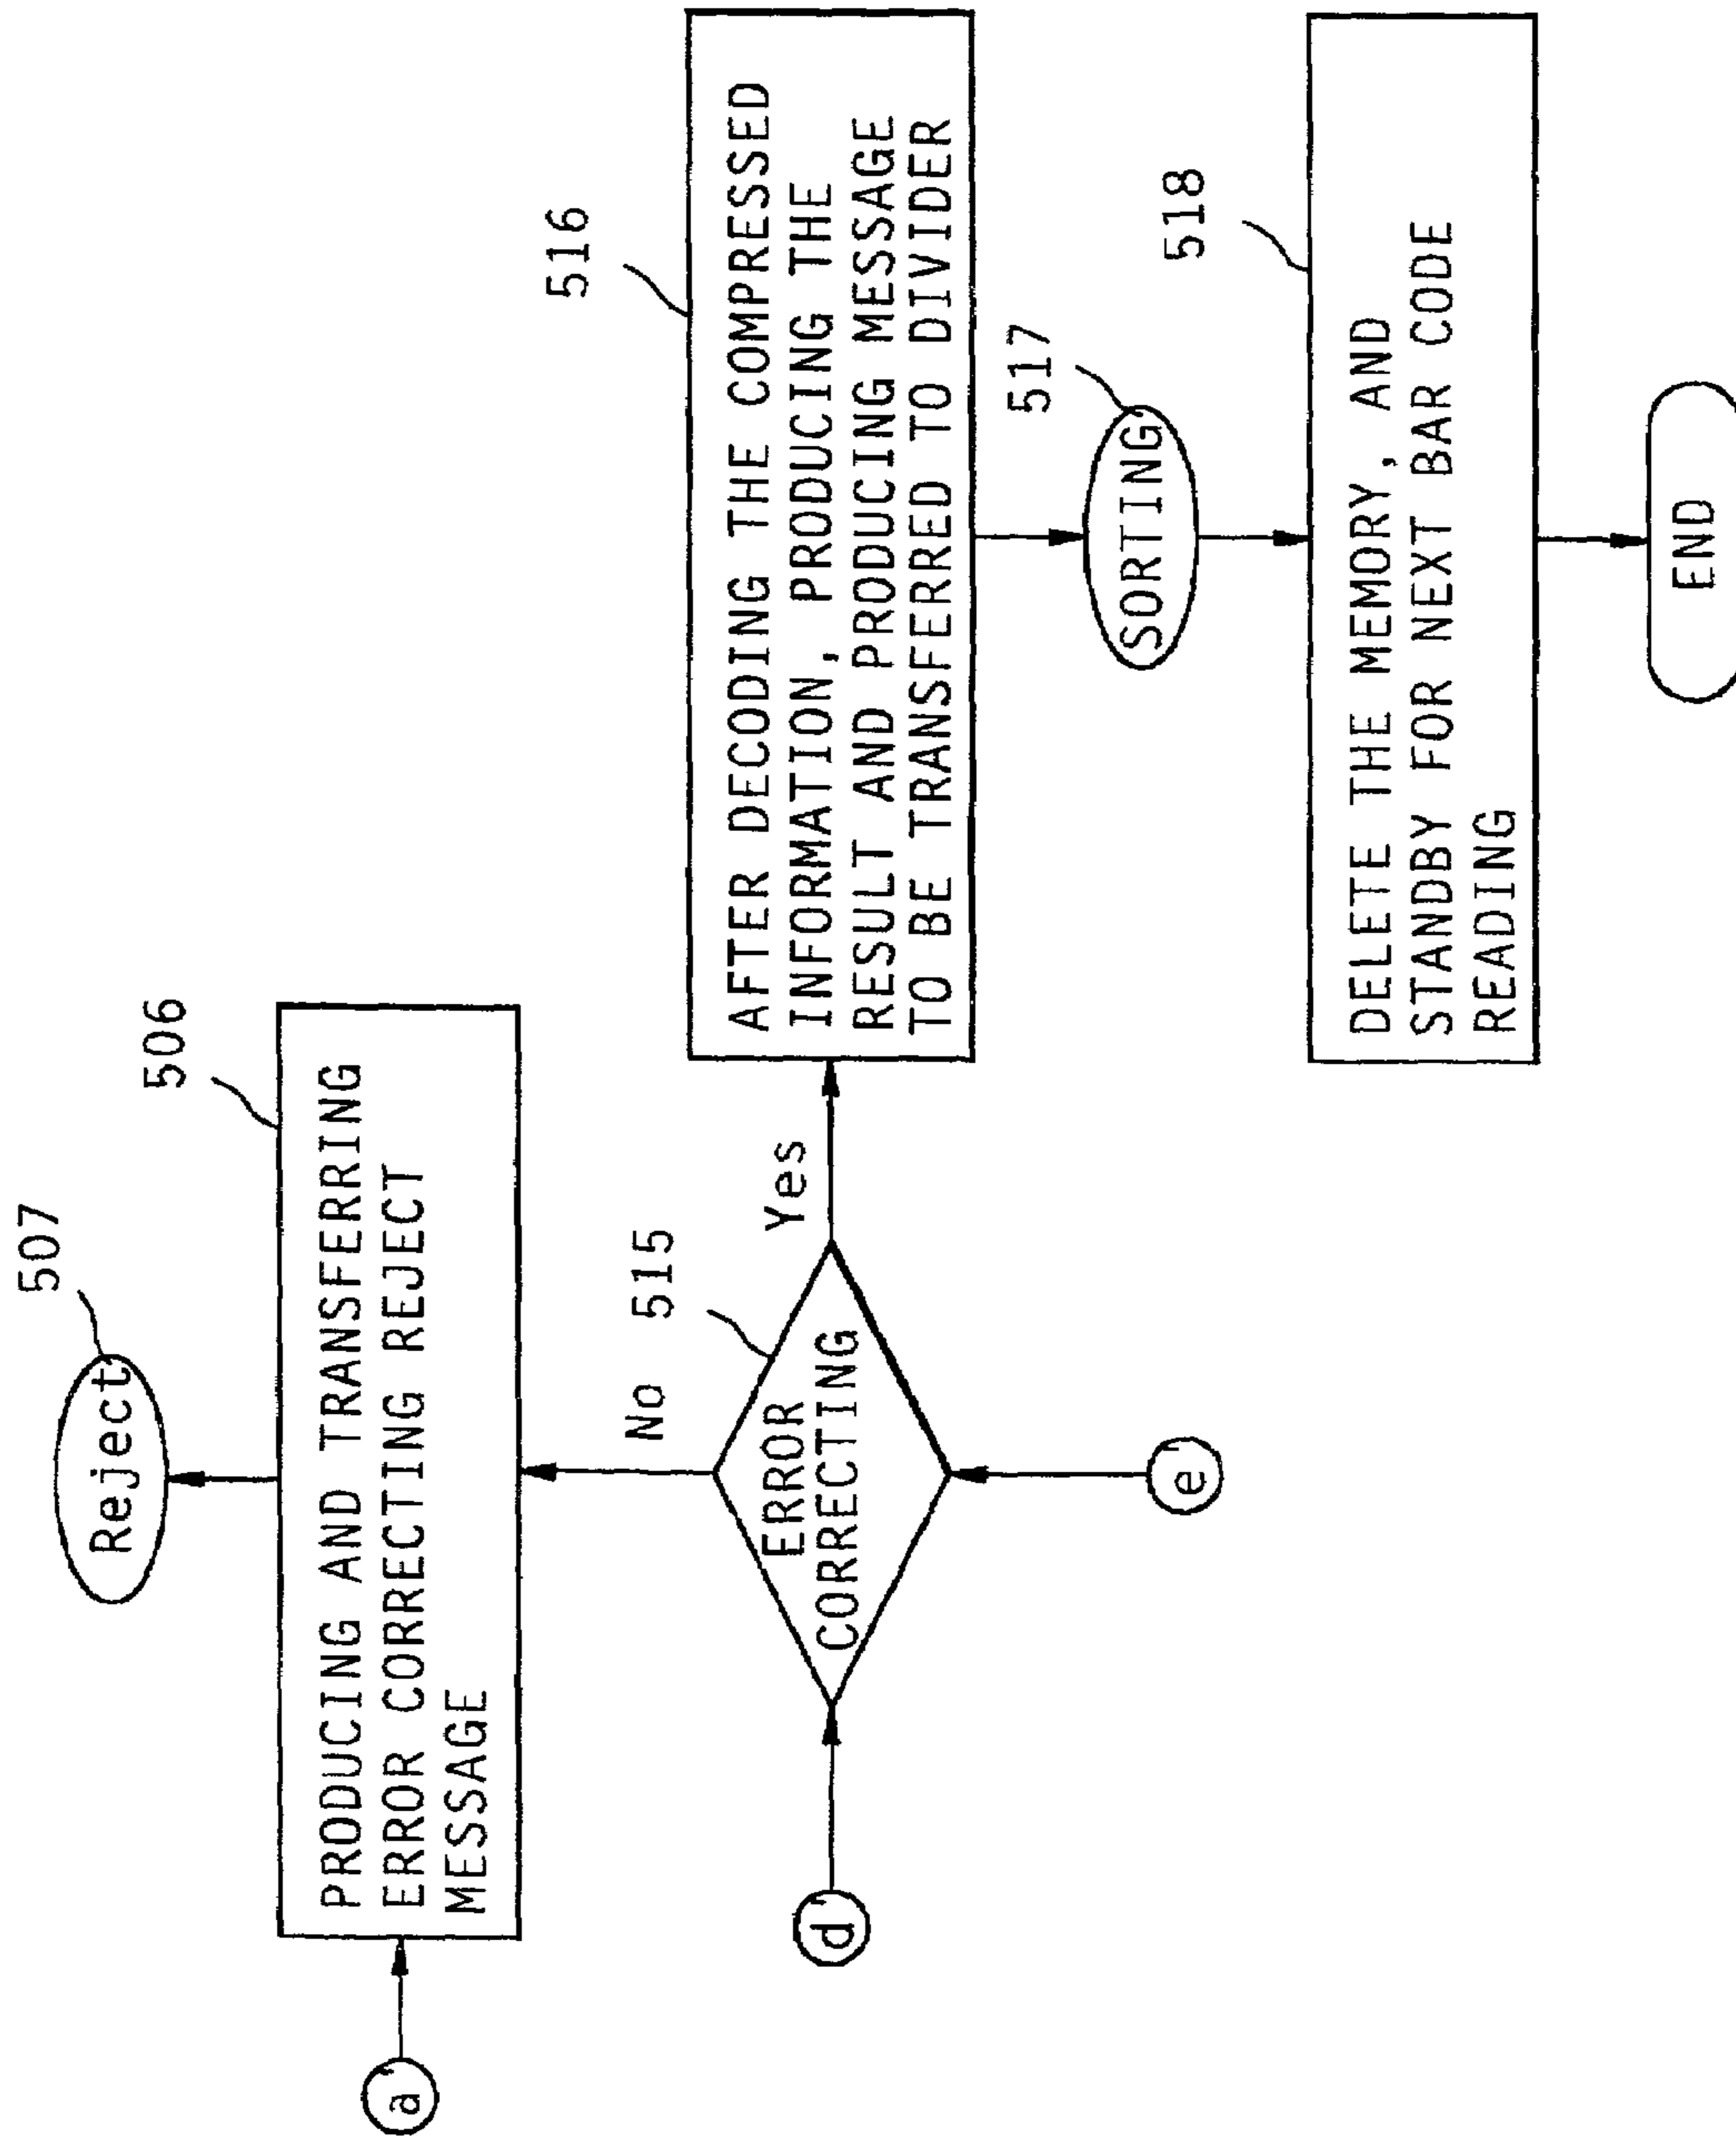 507
Reject
506
PRODUCING AND TRANSFERRING
ERROR CORRECTING REJECT
MESSAGE
a'
No
515
ERROR
CORRECTING
Yes
d'
e'
516
AFTER DECODING THE COMPRESSED
INFORMATION, PRODUCING THE
RESULT AND PRODUCING MESSAGE
TO BE TRANSFERRED TO DIVIDER
517
SORTING
518
DELETE THE MEMORY, AND
STANDBY FOR NEXT BAR CODE
READING
END